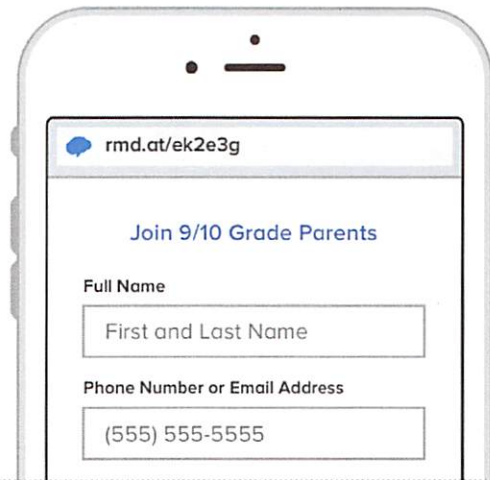 rmd.at/ek2e3g
Join 9/10 Grade Parents
Full Name
First and Last Name
Phone Number or Email Address
(555) 555-5555